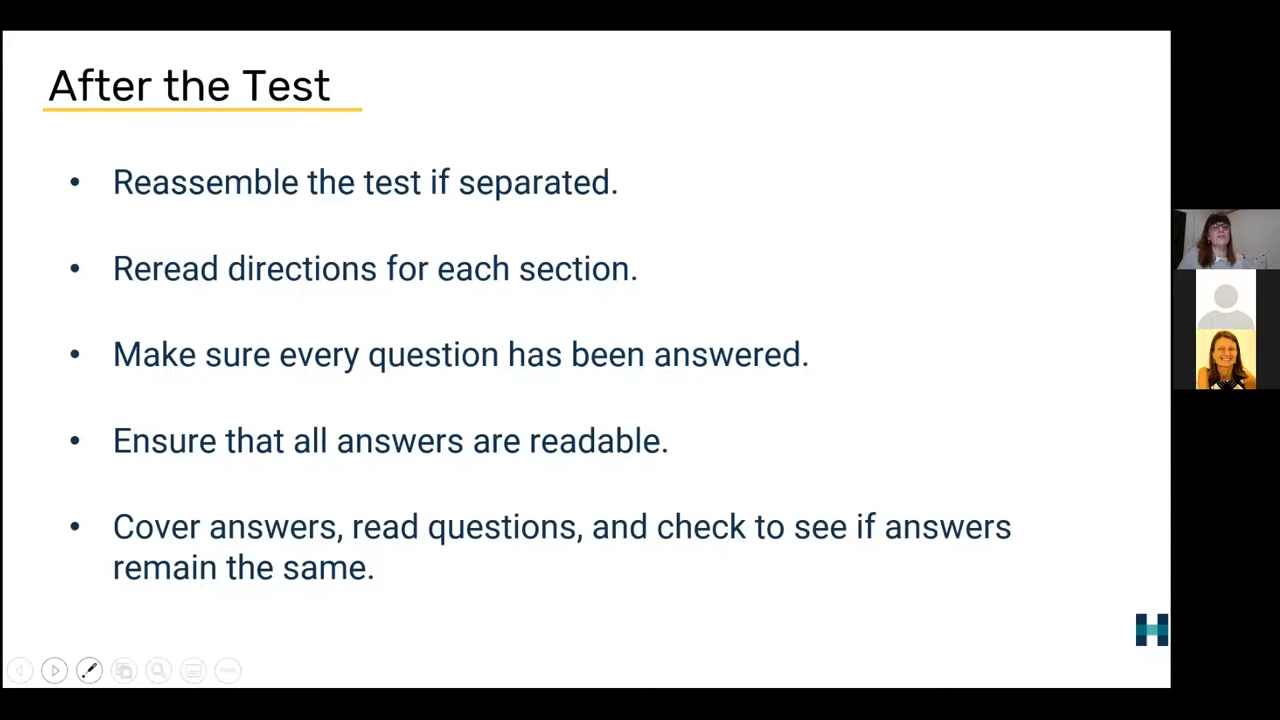 After the Test
• Reassemble the test if separated.
• Reread directions for each section.
• Make sure every question has been answered.
• Ensure that all answers are readable.
• Cover answers, read questions, and check to see if answers
remain the same.
H